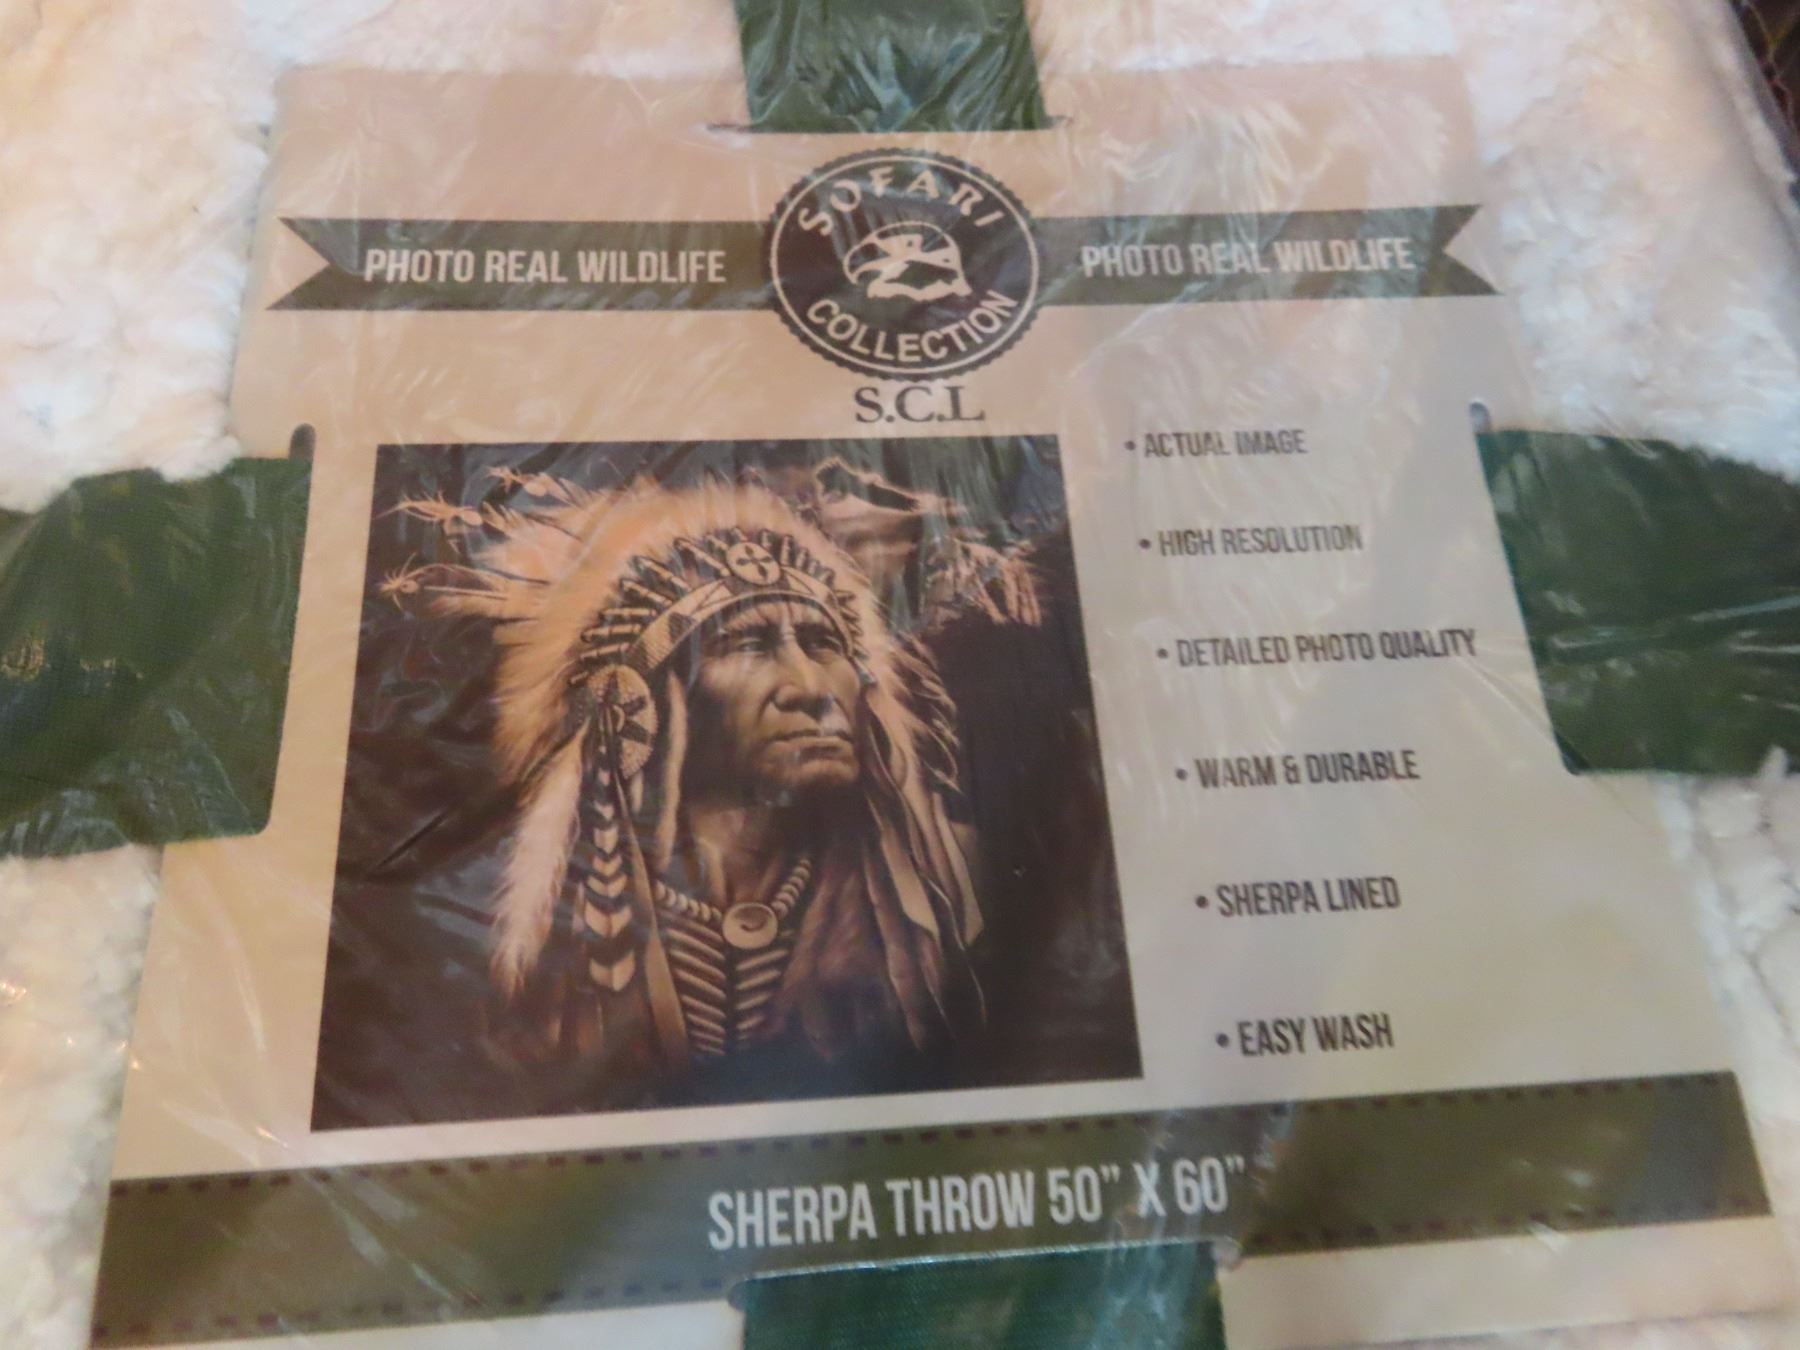 SOFARI
PHOTO REAL WILDLIFE
PHOTO REAL WILDLIFE
COLLECTION
S.C.L
• ACTUAL IMAGE
• HIGH RESOLUTION
• DETAILED PHOTO QUALITY
• WARM & DURABLE
• SHERPA LINED
• EASY WASH
SHERPA THROW 50” X 60”